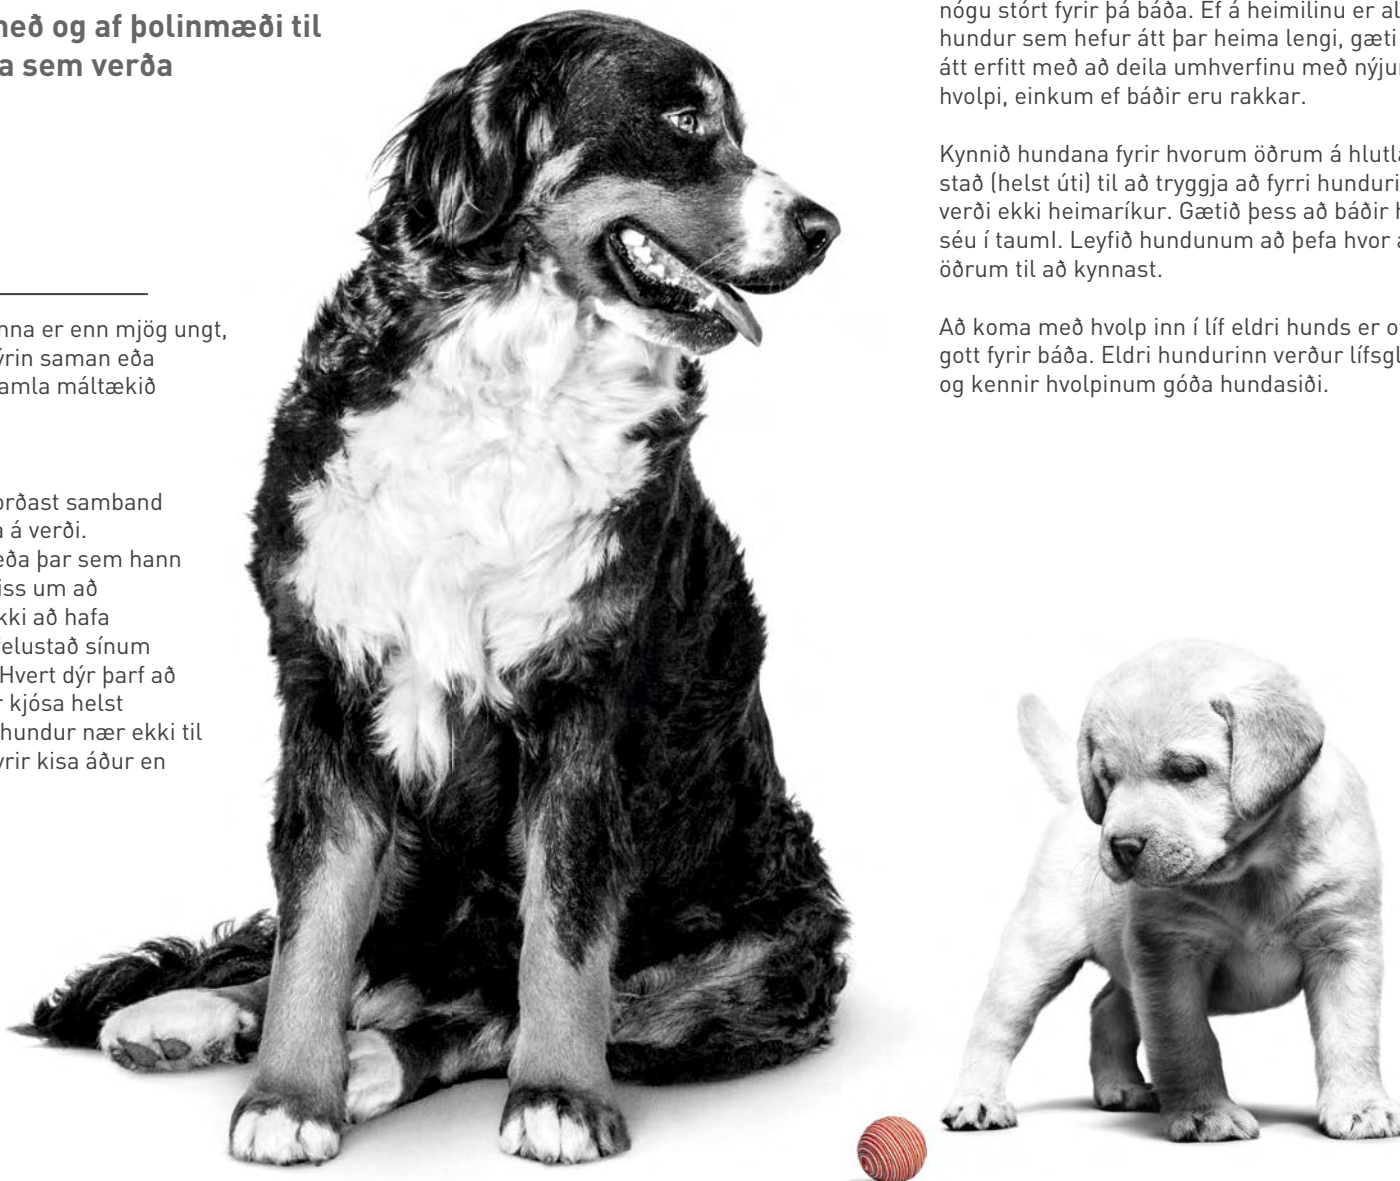 með og af þolinmæði til
a sem verða
nna er enn mjög ungt,
ýrin saman eða
amla máltækið
orðast samband
a á verði.
eða þar sem hann
iss um að
kki að hafa
felustað sínum
Hvert dýr þarf að
r kjósa helst
hundur nær ekki til
yrir kisa áður en
nógu stórt fyrir þá báða. Ef á heimilinu er al
hundur sem hefur átt þar heima lengi, gæti
átt erfitt með að deila umhverfinu með nýju
hvolpi, einkum ef báðir eru rakkar.
Kynnið hundana fyrir hvorum öðrum á hlutla
stað (helst úti) til að tryggja að fyrri hunduri
verði ekki heimaríkur. Gætið þess að báðir h
séu í tauml. Leyfið hundunum að þefa hvor a
öðrum til að kynnast.
Að koma með hvolp inn í líf eldri hunds er o
gott fyrir báða. Eldri hundurinn verður lífsgl
og kennir hvolpinum góða hundasiði.